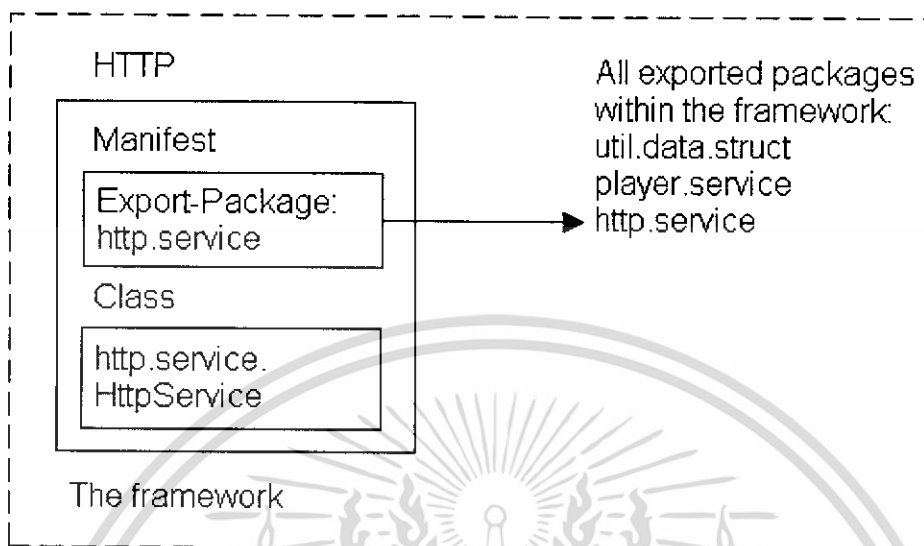 HTTP
Manifest
Export-Package:
http.service
Class
http.service.
HttpService
The framework
All exported packages
within the framework:
util.data.struct
player.service
http.service